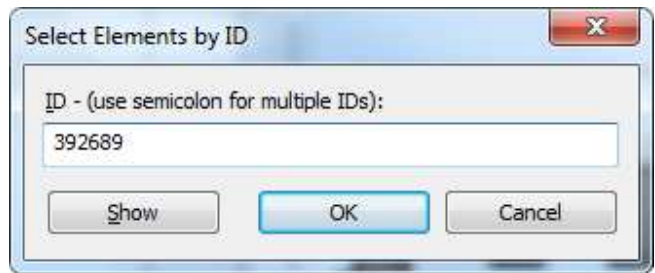 Select Elements by ID
ID - (use semicolon for multiple IDs):
392689
Show OK Cancel